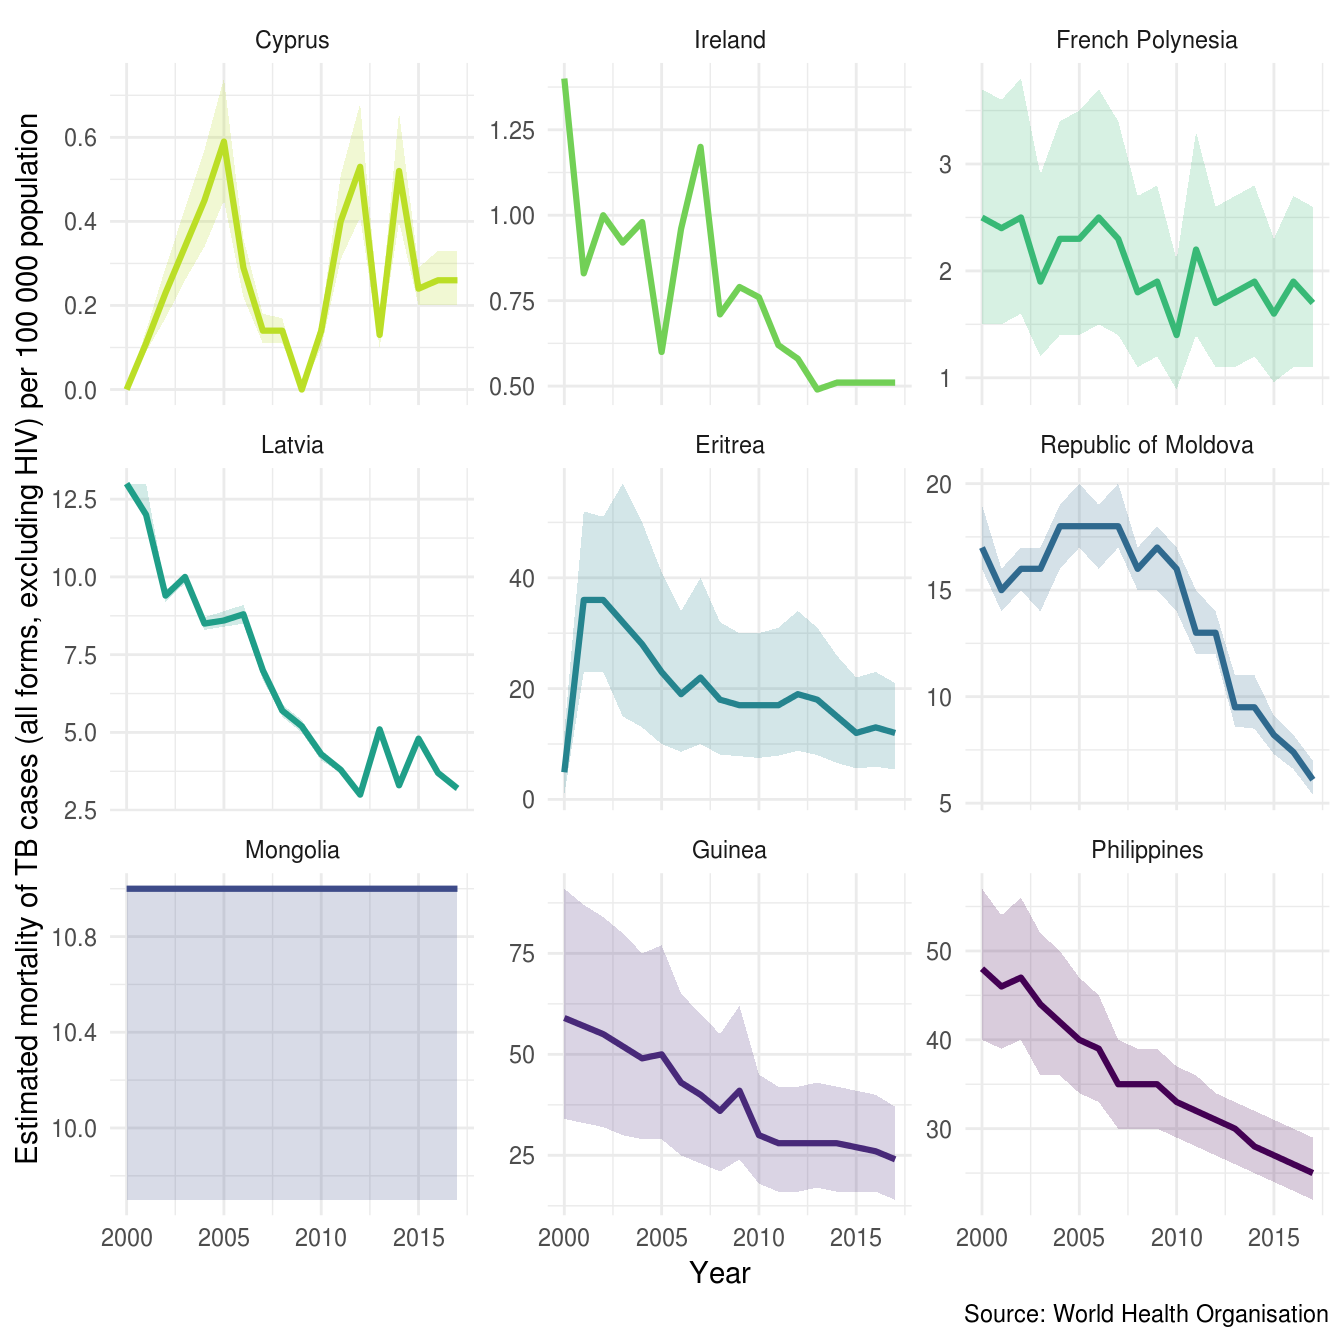 Estimated mortality of TB cases (all forms, excluding HIV) per 100 000 population
Cyprus
0.6
0.4
0.2
0.0
Ireland
1.25
1.00
0.75
0.50
French Polynesia
3
2
1
Latvia
12.5
10.0
7.5
5.0
2.5
Eritrea
40
20
0
Republic of Moldova
20
15
10
5
Mongolia
10.8
10.4
10.0
2000 2005 2010 2015
Guinea
75
50
25
2000 2005 2010 2015
Philippines
50
40
30
2000 2005 2010 2015
Year
Source: World Health Organisation